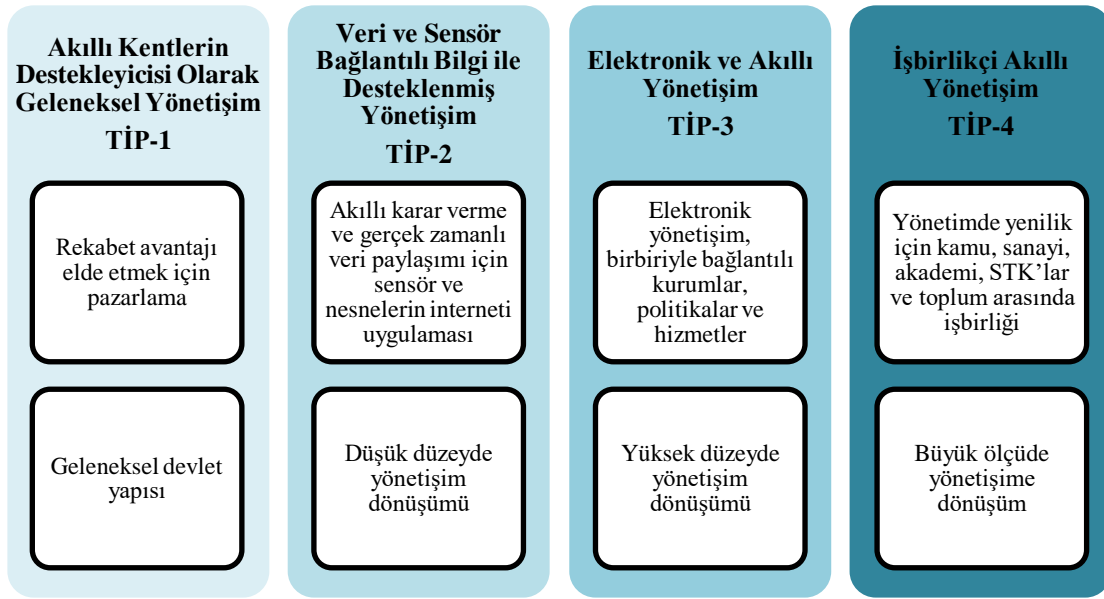 Akıllı Kentlerin
Destekleyicisi Olarak
Geleneksel Yönetişim
TİP-1
Rekabet avantajı
elde etmek için
pazarlama
Geleneksel devlet
yapısı
Veri ve Sensör
Bağlantılı Bilgi ile
Desteklenmiş
Yönetişim
TİP-2
Akıllı karar verme
ve gerçek zamanlı
veri paylaşımı için
sensör ve
nesnelerin interneti
uygulaması
Düşük düzeyde
yönetişim
dönüşümü
Elektronik ve Akıllı
Yönetişim
TİP-3
Elektronik
yönetişim,
birbiriyle bağlantılı
kurumlar,
politikalar ve
hizmetler
Yüksek düzeyde
yönetişim
dönüşümü
İşbirlikçi Akıllı
Yönetişim
TİP-4
Yönetimde yenilik
için kamu, sanayi,
akademi, STK’lar
ve toplum arasında
işbirliği
Büyük ölçüde
yönetişime
dönüşüm